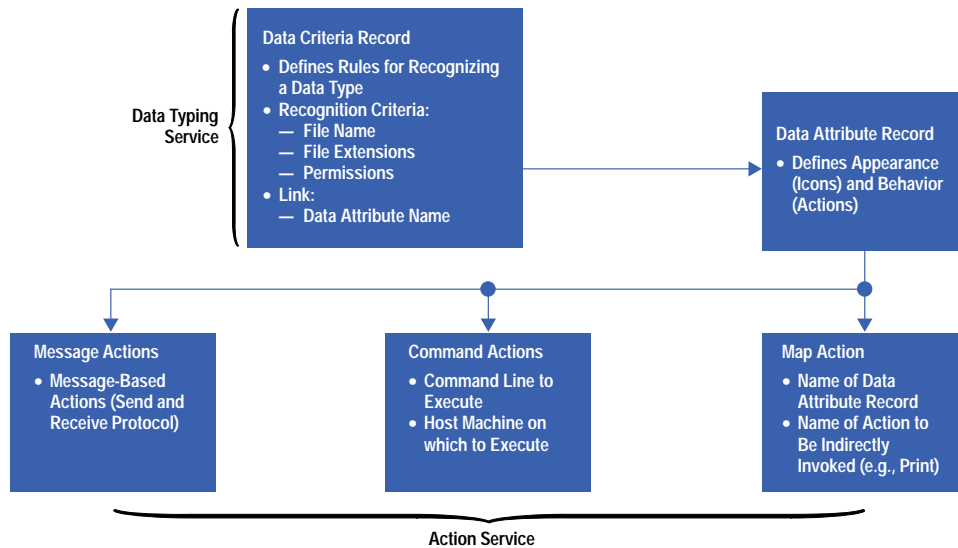 Data Typing
Service
Data Criteria Record
• Defines Rules for Recognizing
a Data Type
• Recognition Criteria:
— File Name
— File Extensions
— Permissions
• Link:
— Data Attribute Name
Data Attribute Record
• Defines Appearance
(Icons) and Behavior
(Actions)
Message Actions
• Message-Based
Actions (Send and
Receive Protocol)
Command Actions
• Command Line to
Execute
• Host Machine on
which to Execute
Map Action
• Name of Data
Attribute Record
• Name of Action to
Be Indirectly
Invoked (e.g., Print)
Action Service